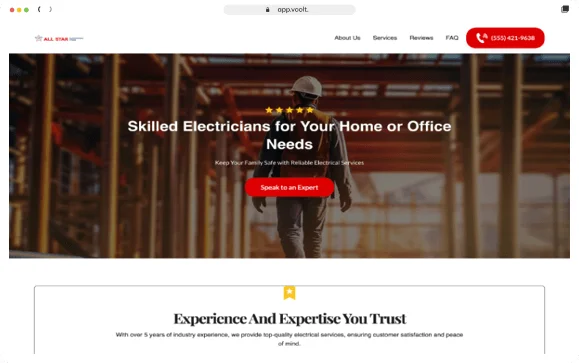 app.voolt.
ALL STAR
About Us Services Reviews FAQ (555) 421-9638
Skilled Electricians for Your Home or Office
Needs
Keep Your Family Safe with Reliable Electrical Services
Speak to an Expert
Experience And Expertise You Trust
With over 5 years of industry experience, we provide top-quality electrical services, ensuring customer satisfaction and peace
of mind.